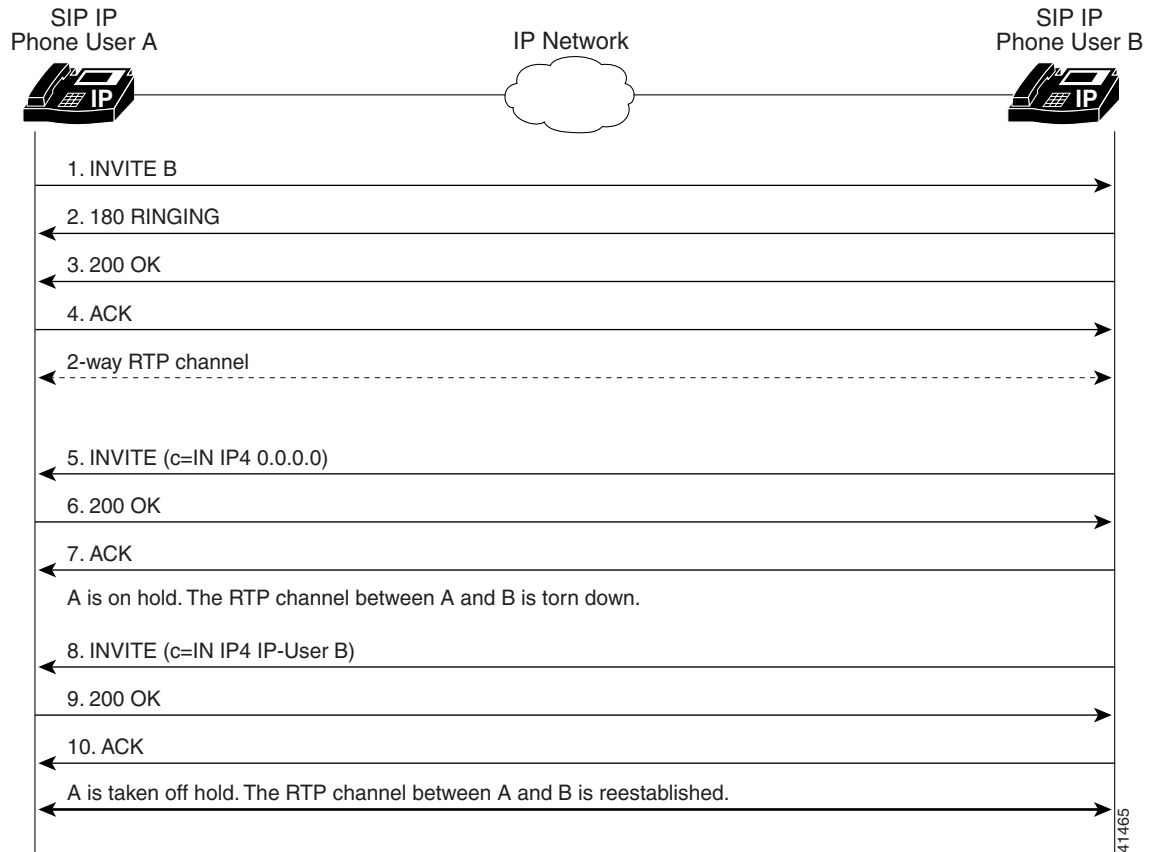 SIP IP
Phone User A
IP Network
SIP IP
Phone User B
IP
IP
1. INVITE B
2. 180 RINGING
3. 200 OK
4. ACK
2-way RTP channel
5. INVITE (c=IN IP4 0.0.0.0)
6. 200 OK
7. ACK
A is on hold. The RTP channel between A and B is torn down.
8. INVITE (c=IN IP4 IP-User B)
9. 200 OK
10. ACK
A is taken off hold. The RTP channel between A and B is reestablished.
41465